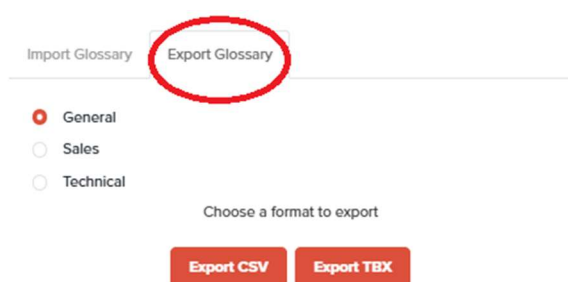 Import Glossary Export Glossary
General
Sales
Technical
Choose a format to export
Export CSV Export TBX